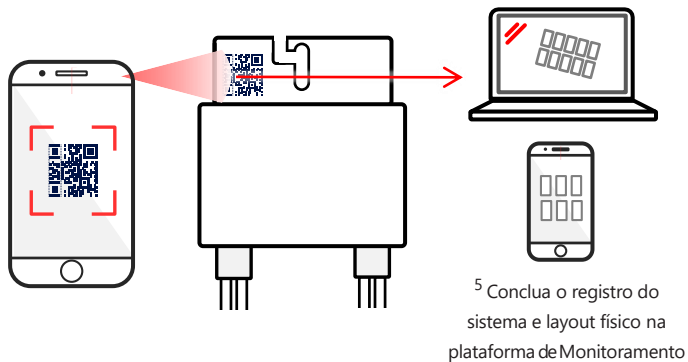 5 Conclua o registro do
sistema e layout físico na
plataforma de Monitoramento